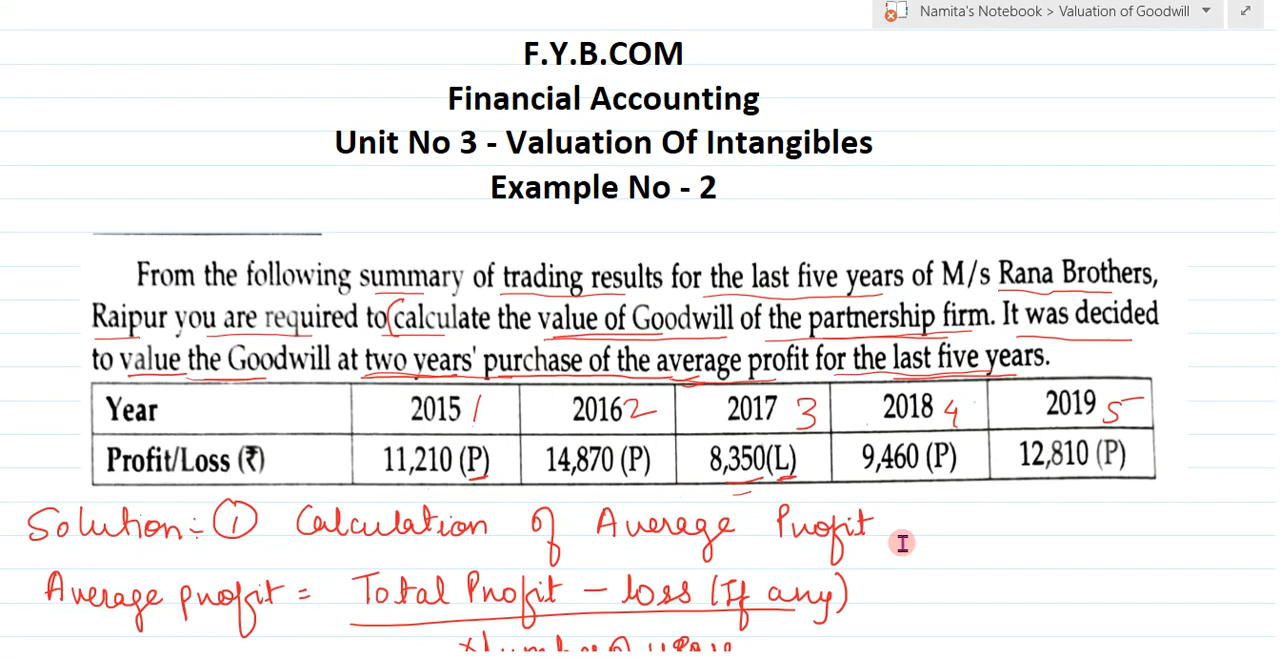 Namita's Notebook > Valuation of Goodwill
F.Y.B.COM
Financial Accounting
Unit No 3 - Valuation Of Intangibles
Example No - 2
From the following summary of trading results for the last five years of M/s Rana Brothers,
Raipur you are required to (calculate the value of Goodwill of the partnership firm. It was decided
to value the Goodwill at two years' purchase of the average profit for the last five years.
Year 2015 1 2016 2 2017 3 2018 4 2019 5
Profit/Loss (₹) 11,210 (P) 14,870 (P) 8,350(L) 9,460 (P) 12,810 (P)
Solution:- ① Calculation of Average Profit
Average profit = Total Profit - loss (If any)